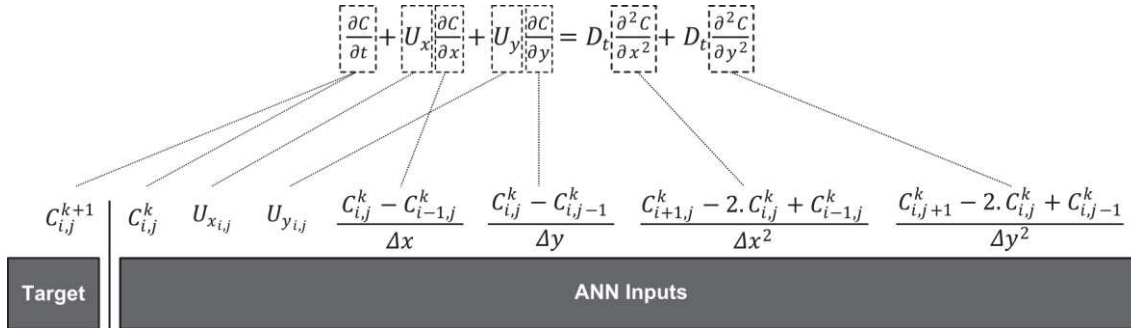 ∂C/∂t + Uₓ ∂C/∂x + U_y ∂C/∂y = D_t ∂²C/∂x² + D_t ∂²C/∂y²
C_{i,j}^{k+1} C_{i,j}^{k} U_{x_{i,j}} U_{y_{i,j}} (C_{i,j}^{k} − C_{i−1,j}^{k})/Δx (C_{i,j}^{k} − C_{i,j−1}^{k})/Δy (C_{i+1,j}^{k} − 2. C_{i,j}^{k} + C_{i−1,j}^{k})/Δx² (C_{i,j+1}^{k} − 2. C_{i,j}^{k} + C_{i,j−1}^{k})/Δy²
Target ANN Inputs